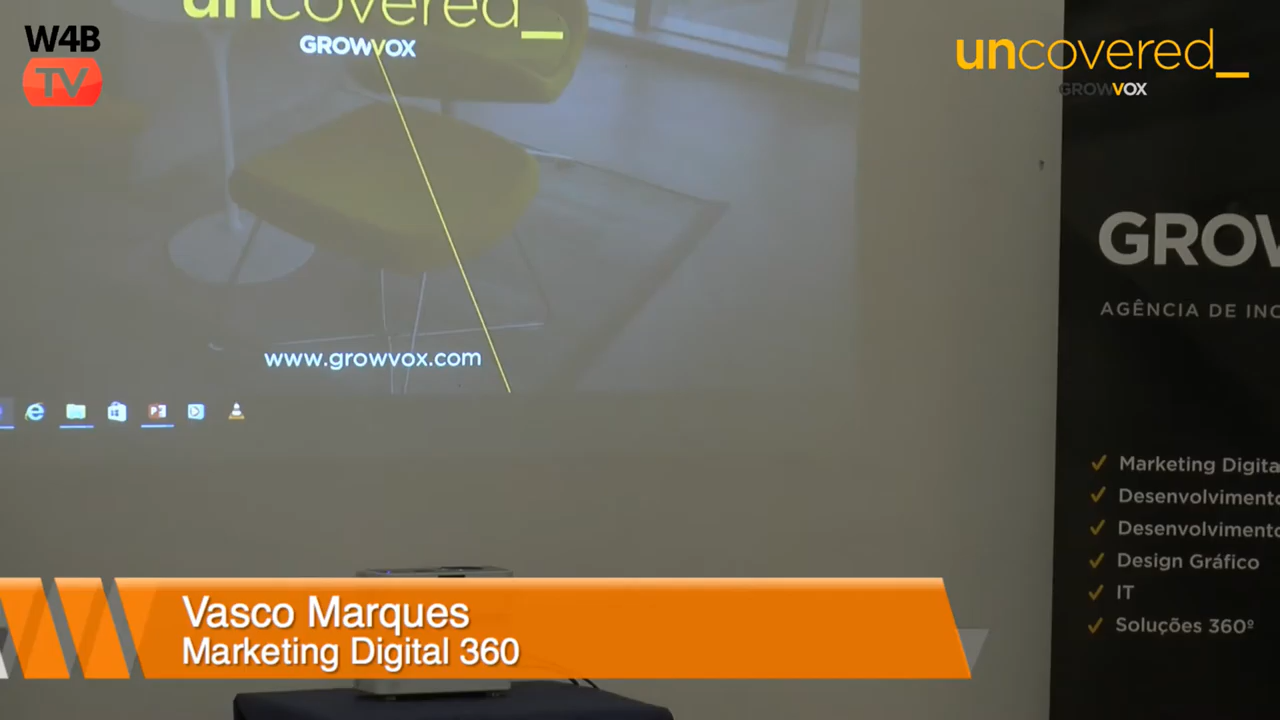 W4B
TV
uncovered_
GROWVOX
www.growvox.com
uncovered_
GROWVOX
GROW
AGÊNCIA DE
✓ Marketing Digita
✓ Desenvolvimento
✓ Desenvolvimento
✓ Design Gráfico
✓ IT
✓ Soluções 360º
Vasco Marques
Marketing Digital 360